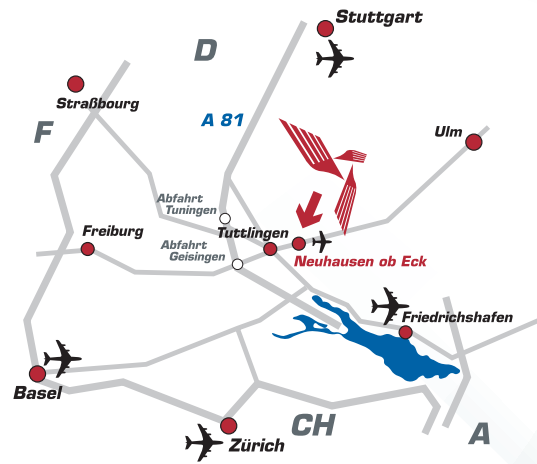 Stuttgart
D
Straßbourg
A 81
F
Ulm
Abfahrt
Tuningen
Freiburg
Tuttlingen
Abfahrt
Geisingen
Neuhausen ob Eck
Friedrichshafen
Basel
CH
A
Zürich